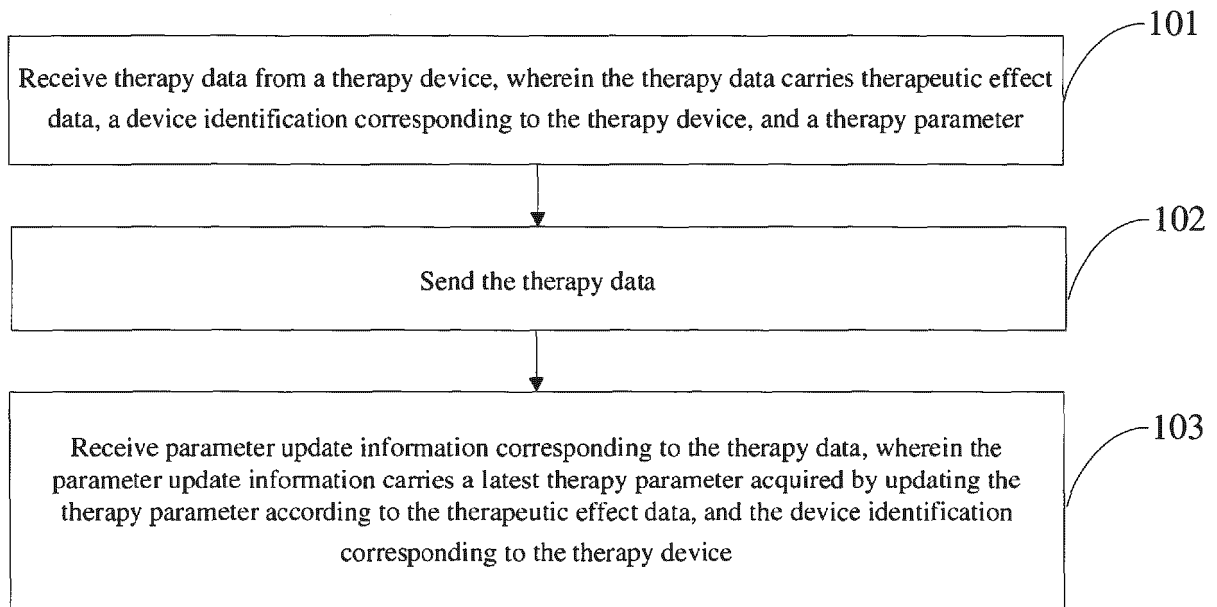 101
Receive therapy data from a therapy device, wherein the therapy data carries therapeutic effect
data, a device identification corresponding to the therapy device, and a therapy parameter
102
Send the therapy data
103
Receive parameter update information corresponding to the therapy data, wherein the
parameter update information carries a latest therapy parameter acquired by updating the
therapy parameter according to the therapeutic effect data, and the device identification
corresponding to the therapy device